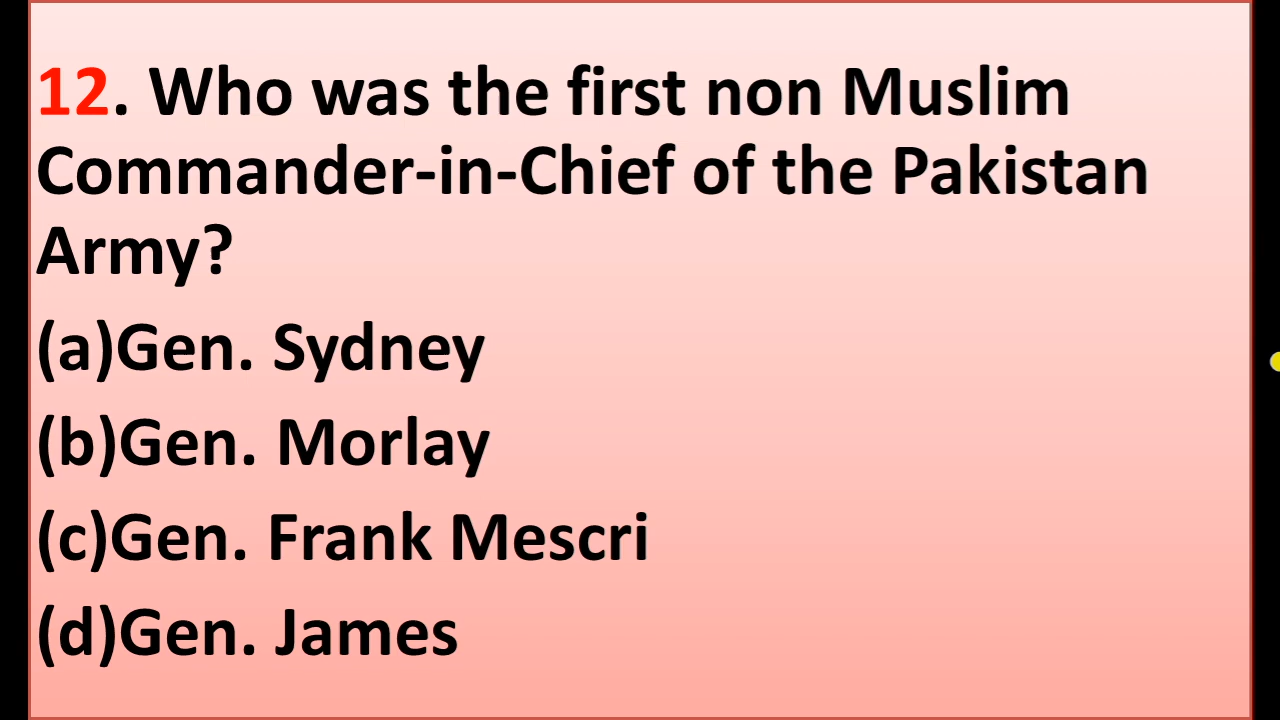 12. Who was the first non Muslim
Commander-in-Chief of the Pakistan
Army?
(a)Gen. Sydney
(b)Gen. Morlay
(c)Gen. Frank Mescri
(d)Gen. James